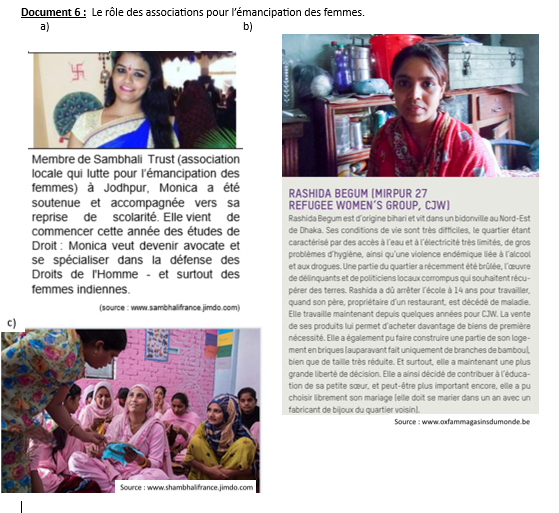 Document 6 : Le rôle des associations pour l'émancipation des femmes.
a)
b)
Membre de Sambhali Trust (association
locale qui lutte pour l'émancipation des
femmes) à Jodhpur, Monica a été
soutenue et accompagnée vers sa
reprise de scolarité. Elle vient de
commencer cette année des études de
Droit : Monica veut devenir avocate et
se spécialiser dans la défense des
Droits de l'Homme - et surtout des
femmes indiennes.
(source : www.sambhalifrance.jimdo.com)
RASHIDA BEGUM (MIRPUR 27
REFUGEE WOMEN'S GROUP, CJW)
Rashida Begum est d'origine bihari et vit dans un bidonville au Nord-Est
de Dhaka. Ses conditions de vie sont très difficiles, le quartier étant
caractérisé par des accès à l'eau et à l'électricité très limités, de gros
problèmes d'hygiène, ainsi qu'une violence endémique liée à l'alcool
et aux drogues. Une partie du quartier a récemment été brûlée, l'œuvre
de délinquants et de politiciens locaux corrompus qui souhaitaient récu-
pérer des terres. Rashida a dû arrêter l'école à 14 ans pour travailler,
quand son père, propriétaire d'un restaurant, est décédé de maladie.
Elle travaille maintenant depuis quelques années pour CJW. La vente
de ses produits lui permet d'acheter davantage de biens de première
nécessité. Elle a également pu faire construire une partie de son loge-
ment en briques (auparavant fait uniquement de branches de bambou),
bien que de taille très réduite. Et surtout, elle a maintenant une plus
grande liberté de décision. Elle a ainsi décidé de contribuer à l'éduca-
tion de sa petite sœur, et peut-être plus important encore, elle a pu
choisir librement son mariage (elle doit se marier dans un an avec un
fabricant de bijoux du quartier voisin).
Source : www.oxfammagasinsdumonde.be
c)
Source : www.shambhalifrance.jimdo.com